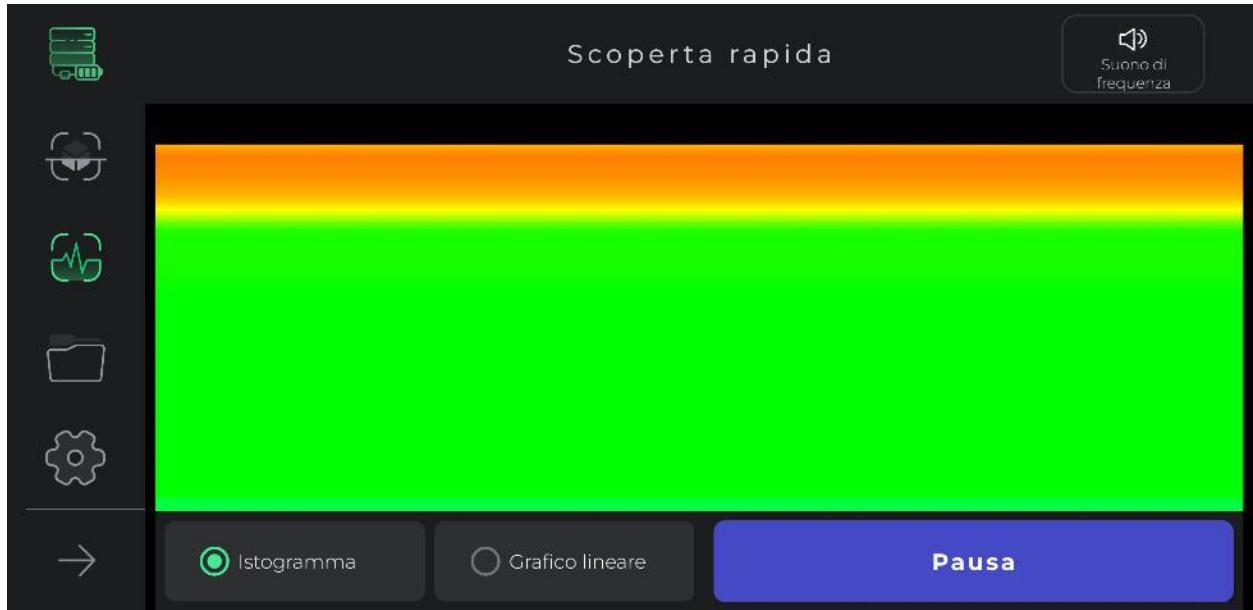 Scoperta rapida
Suono di
frequenza
Istogramma
Grafico lineare
Pausa